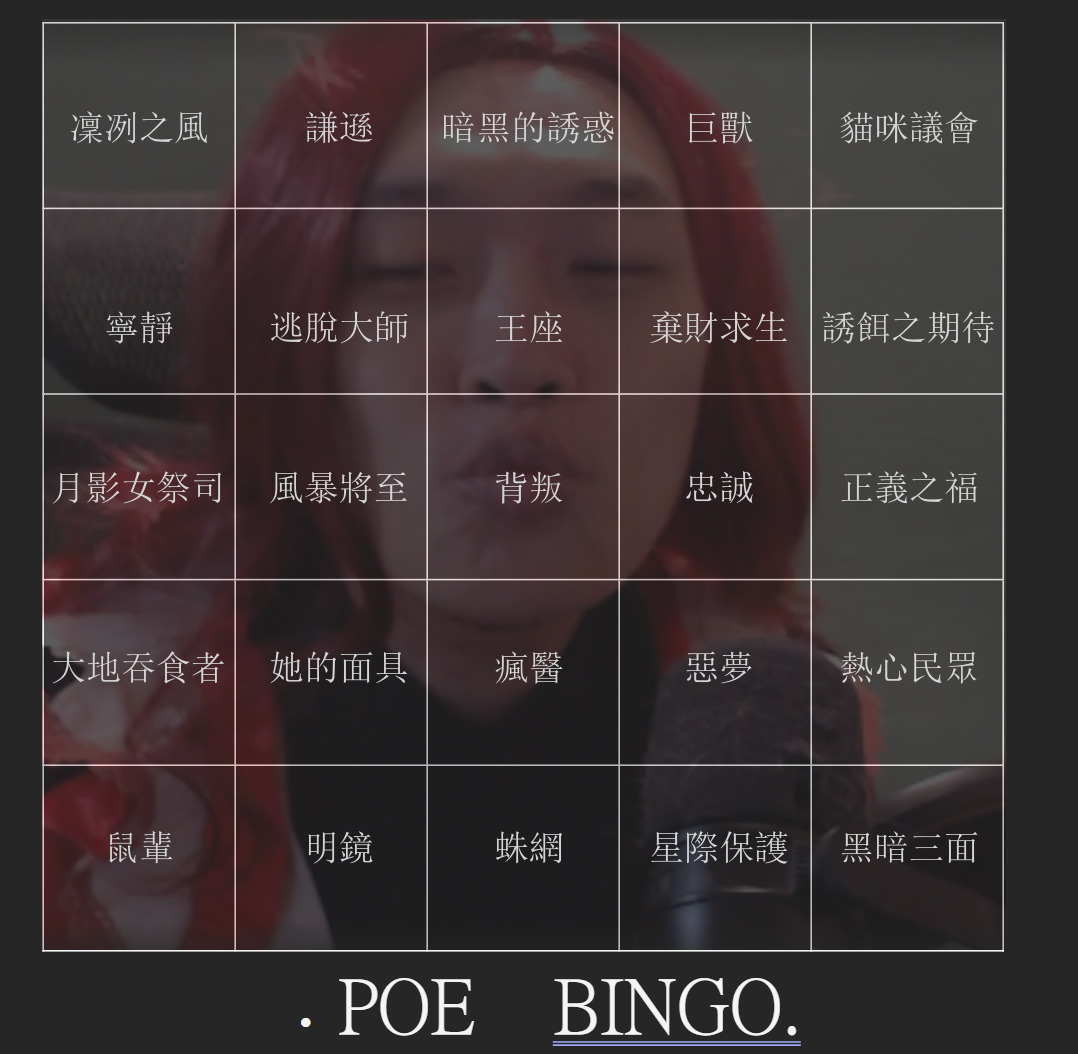 凜冽之風 謙遜 暗黑的誘惑 巨獸 貓咪議會
寧靜 逃脫大師 王座 棄財求生 誘餌之期待
月影女祭司 風暴將至 背叛 忠誠 正義之福
大地吞食者 她的面具 瘋醫 惡夢 熱心民眾
鼠輩 明鏡 蛛網 星際保護 黑暗三面
. POE BINGO.